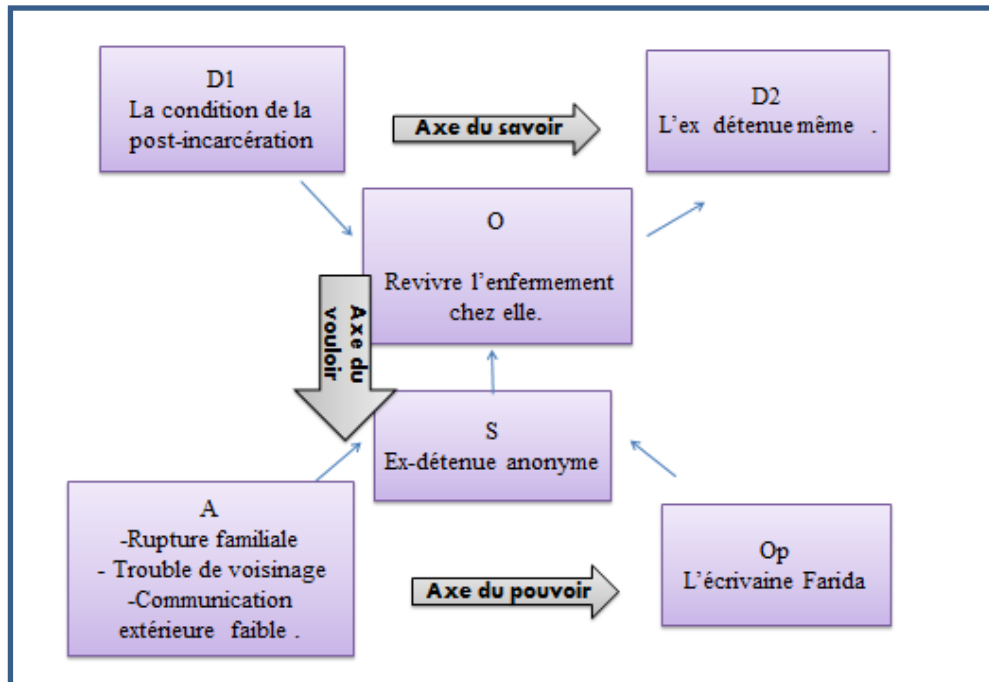 D1
La condition de la
post-incarcération
Axe du savoir
D2
L'ex détenue même .
O
Revivre l'enfermement
chez elle.
Axe du
vouloir
S
Ex-détenue anonyme
A
-Rupture familiale
- Trouble de voisinage
-Communication
extérieure faible .
Axe du pouvoir
Op
L'écrivaine Farida